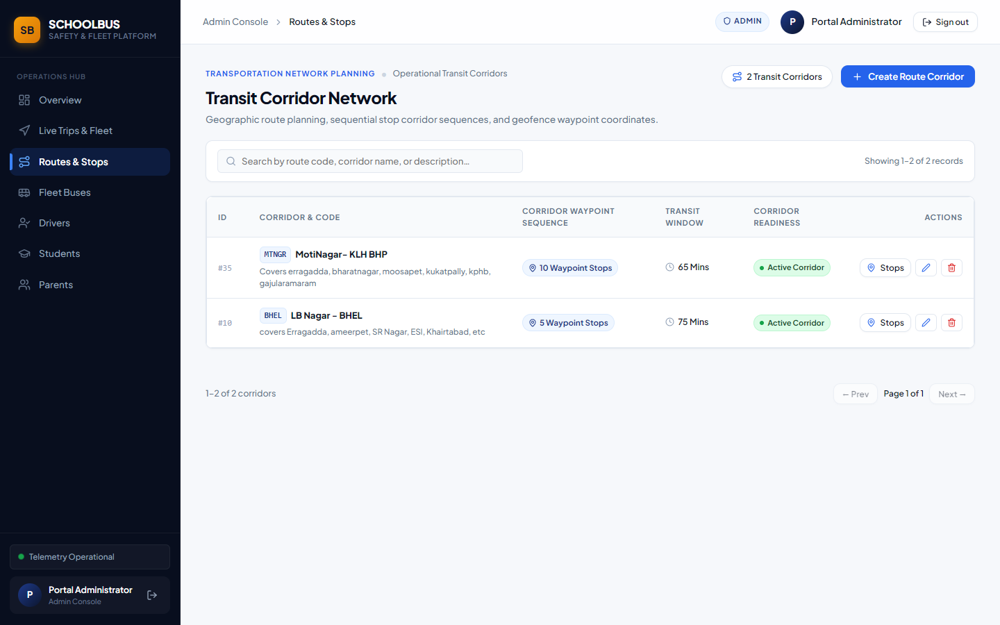 SB
SCHOOLBUS
SAFETY & FLEET PLATFORM
OPERATIONS HUB
Overview
Live Trips & Fleet
Routes & Stops
Fleet Buses
Drivers
Students
Parents
Telemetry Operational
P
Portal Administrator
Admin Console
Admin Console > Routes & Stops
ADMIN
P
Portal Administrator
Sign out
TRANSPORTATION NETWORK PLANNING • Operational Transit Corridors
2 Transit Corridors
+ Create Route Corridor
Transit Corridor Network
Geographic route planning, sequential stop corridor sequences, and geofence waypoint coordinates.
Search by route code, corridor name, or description...
Showing 1–2 of 2 records
ID
CORRIDOR & CODE
CORRIDOR WAYPOINT
SEQUENCE
TRANSIT
WINDOW
CORRIDOR
READINESS
ACTIONS
#35
MTNGR MotiNagar– KLH BHP
Covers erragadda, bharatnagar, moosapet, kukatpally, kphb,
gajularamaram
10 Waypoint Stops
65 Mins
Active Corridor
Stops
#10
BHEL LB Nagar – BHEL
covers Erragadda, ameerpet, SR Nagar, ESI, Khairtabad, etc
5 Waypoint Stops
75 Mins
Active Corridor
Stops
1–2 of 2 corridors
← Prev
Page 1 of 1
Next →